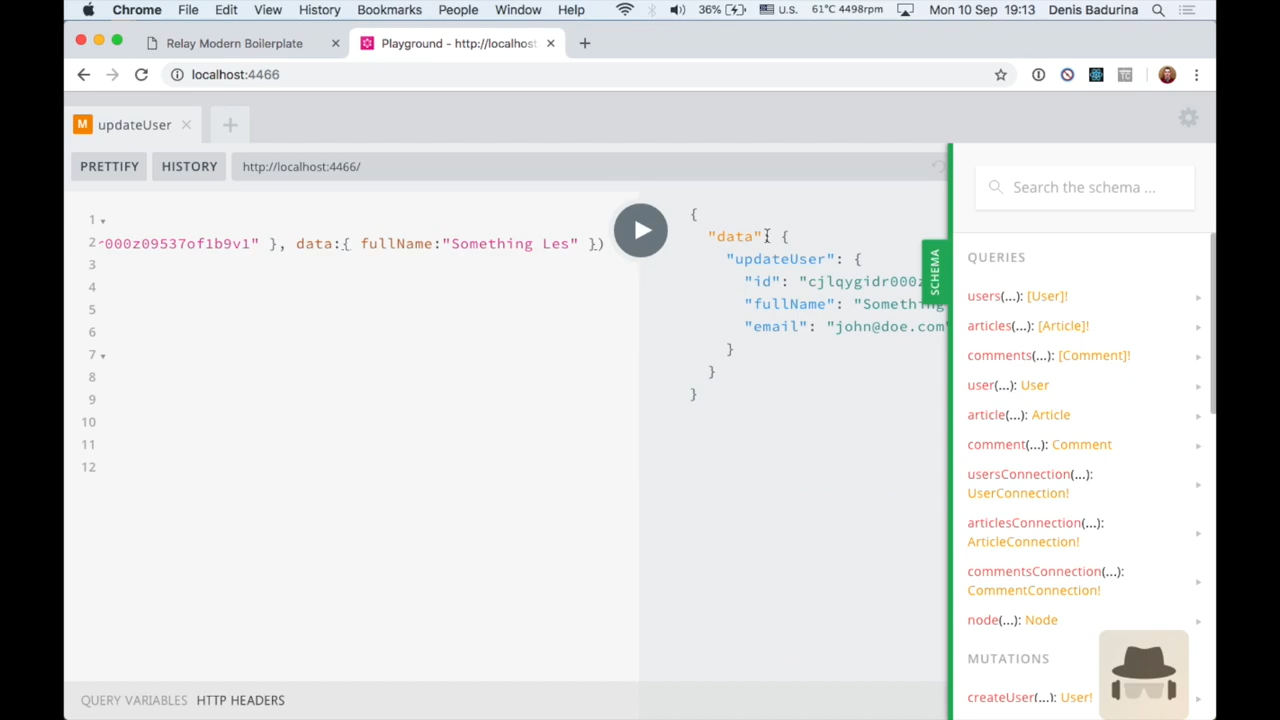 Chrome File Edit View History Bookmarks People Window Help 36% U.S. 61°C 4498rpm Mon 10 Sep 19:13 Denis Badurina
Relay Modern Boilerplate × Playground - http://localhost: × +
localhost:4466
M updateUser × +
PRETTIFY HISTORY http://localhost:4466/
Search the schema ...
SCHEMA
1
2 000z09537of1b9v1" }, data:{ fullName:"Something Les" })
3
4
5
6
7
8
9
10
11
12
{
"data": {
"updateUser": {
"id": "cjlqygidr000z
"fullName": "Something
"email": "john@doe.com"
}
}
}
QUERIES
users(...): [User]!
articles(...): [Article]!
comments(...): [Comment]!
user(...): User
article(...): Article
comment(...): Comment
usersConnection(...):
UserConnection!
articlesConnection(...):
ArticleConnection!
commentsConnection(...):
CommentConnection!
node(...): Node
MUTATIONS
createUser(...): User!
QUERY VARIABLES HTTP HEADERS